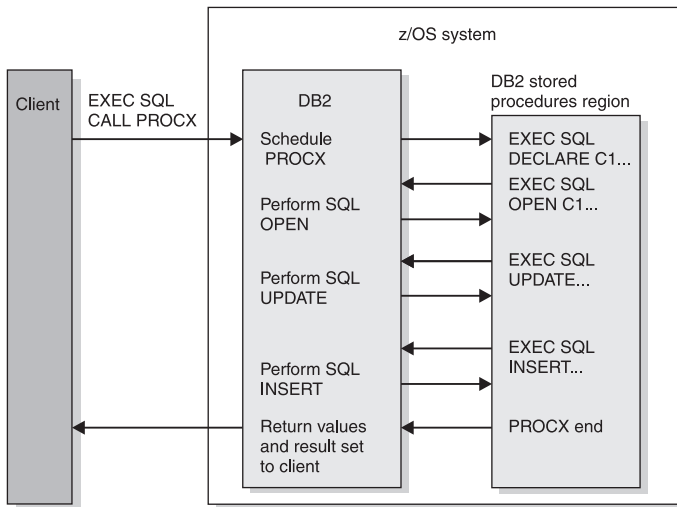 z/OS system
Client
EXEC SQL
CALL PROCX
DB2
Schedule
PROCX
Perform SQL
OPEN
Perform SQL
UPDATE
Perform SQL
INSERT
Return values
and result set
to client
DB2 stored
procedures region
EXEC SQL
DECLARE C1...
EXEC SQL
OPEN C1...
EXEC SQL
UPDATE...
EXEC SQL
INSERT...
PROCX end